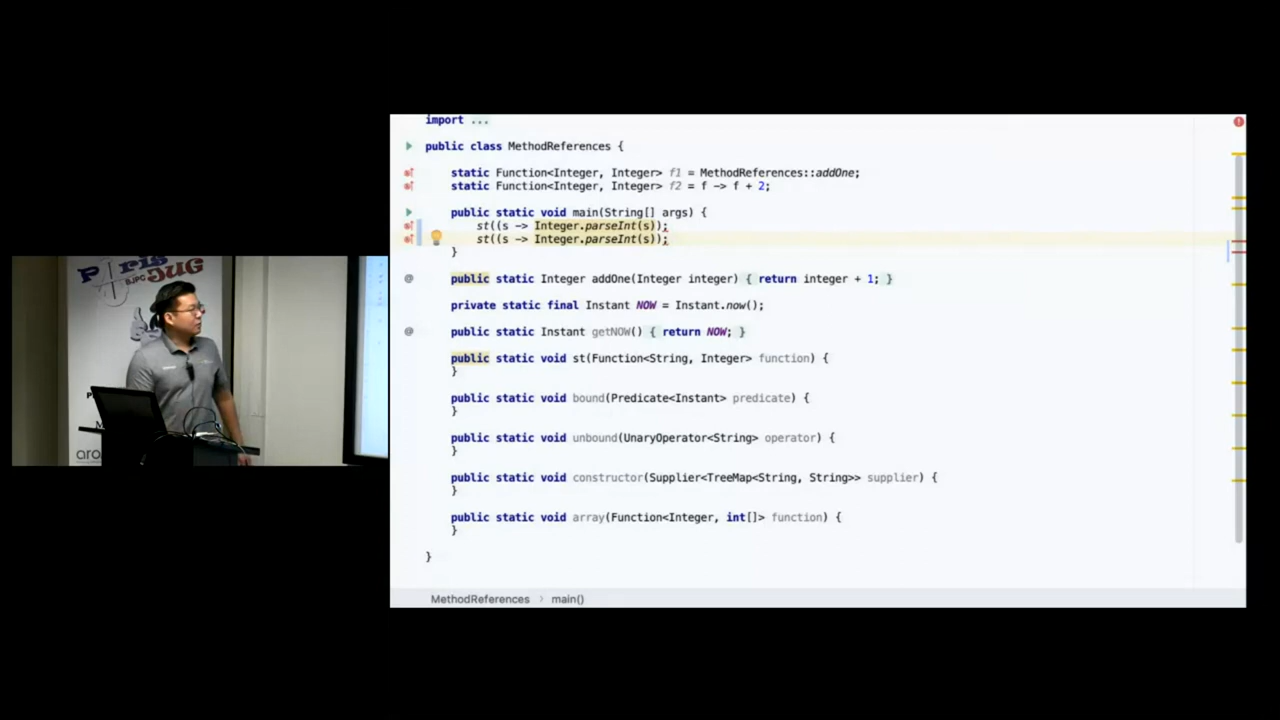 Paris
BJPC JUG
aro
import ...
public class MethodReferences {
static Function<Integer, Integer> f1 = MethodReferences::addOne;
static Function<Integer, Integer> f2 = f -> f + 2;
public static void main(String[] args) {
st((s -> Integer.parseInt(s));
st((s -> Integer.parseInt(s));
}
public static Integer addOne(Integer integer) { return integer + 1; }
private static final Instant NOW = Instant.now();
public static Instant getNOW() { return NOW; }
public static void st(Function<String, Integer> function) {
}
public static void bound(Predicate<Instant> predicate) {
}
public static void unbound(UnaryOperator<String> operator) {
}
public static void constructor(Supplier<TreeMap<String, String>> supplier) {
}
public static void array(Function<Integer, int[]> function) {
}
}
MethodReferences > main()